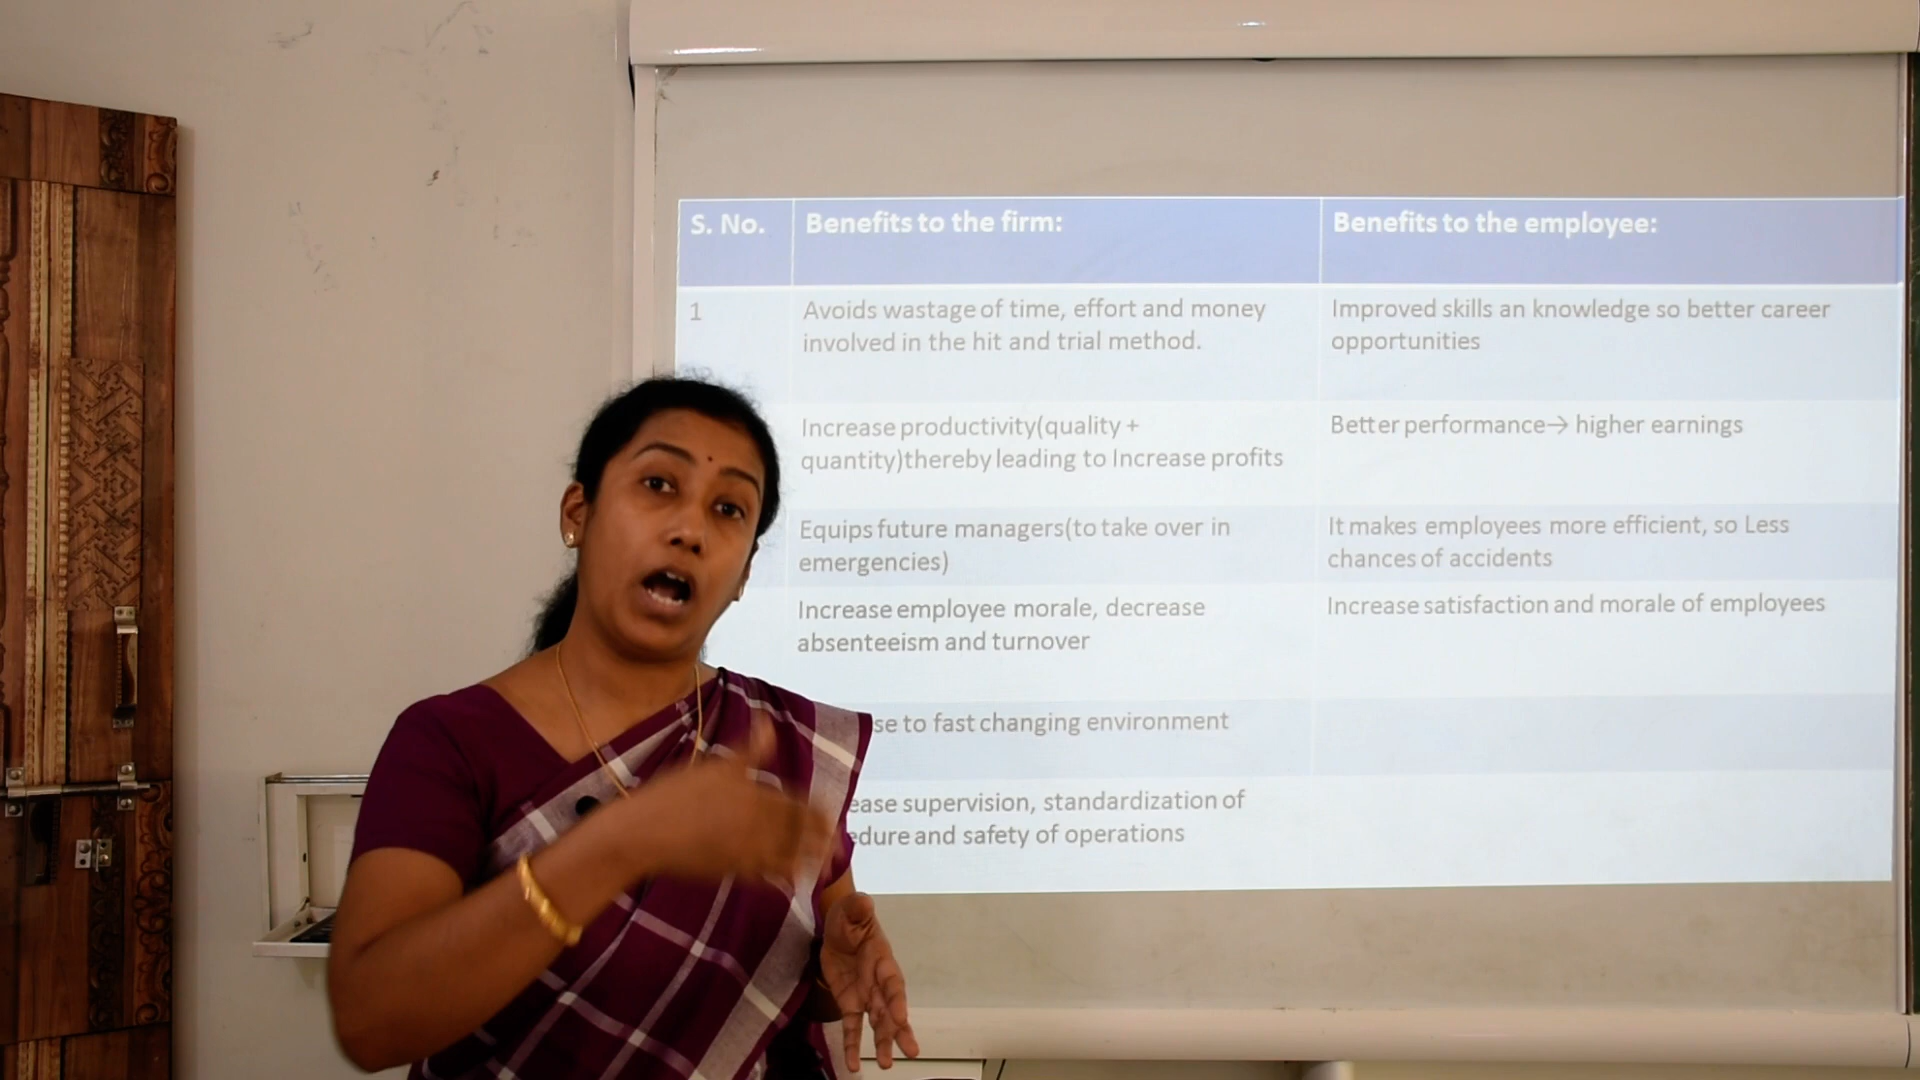 S. No.
Benefits to the firm:
Benefits to the employee:
1
Avoids wastage of time, effort and money
involved in the hit and trial method.
Improved skills an knowledge so better career
opportunities
Increase productivity(quality +
quantity)thereby leading to Increase profits
Better performance→ higher earnings
Equips future managers(to take over in
emergencies)
It makes employees more efficient, so Less
chances of accidents
Increase employee morale, decrease
absenteeism and turnover
Increase satisfaction and morale of employees
to fast changing environment
supervision, standardization of
and safety of operations